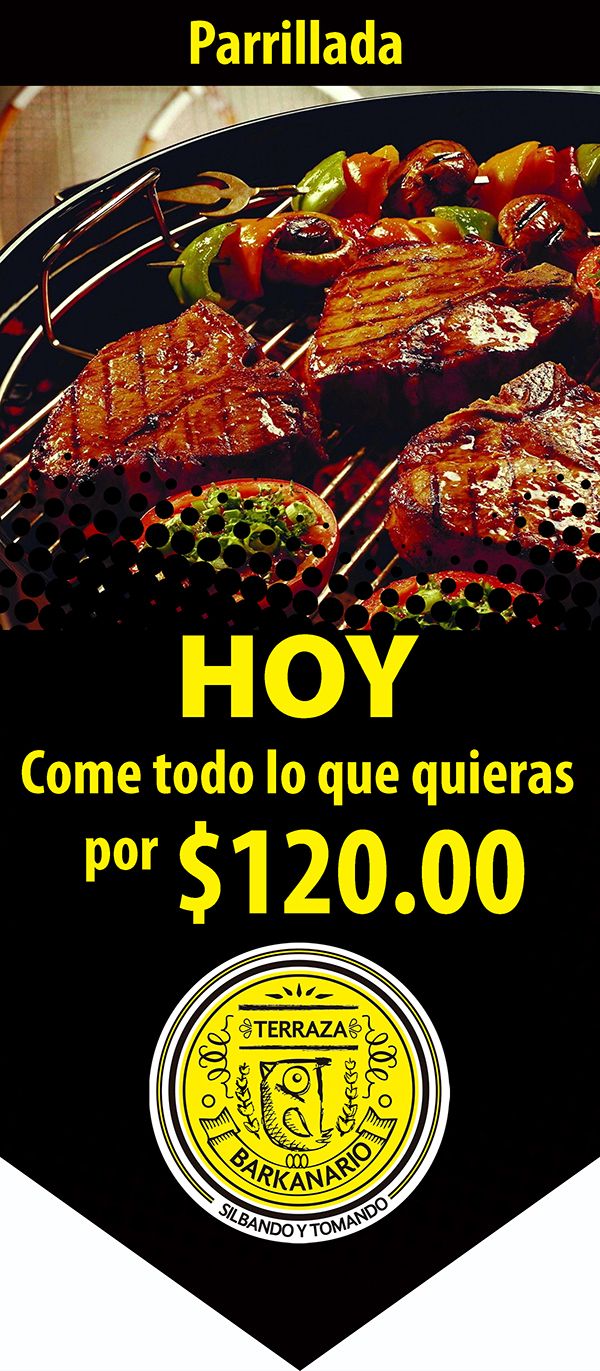 Parrillada
HOY
Come todo lo que quieras
por $120.00
TERRAZA
BARKANARIO
SILBANDO Y TOMANDO